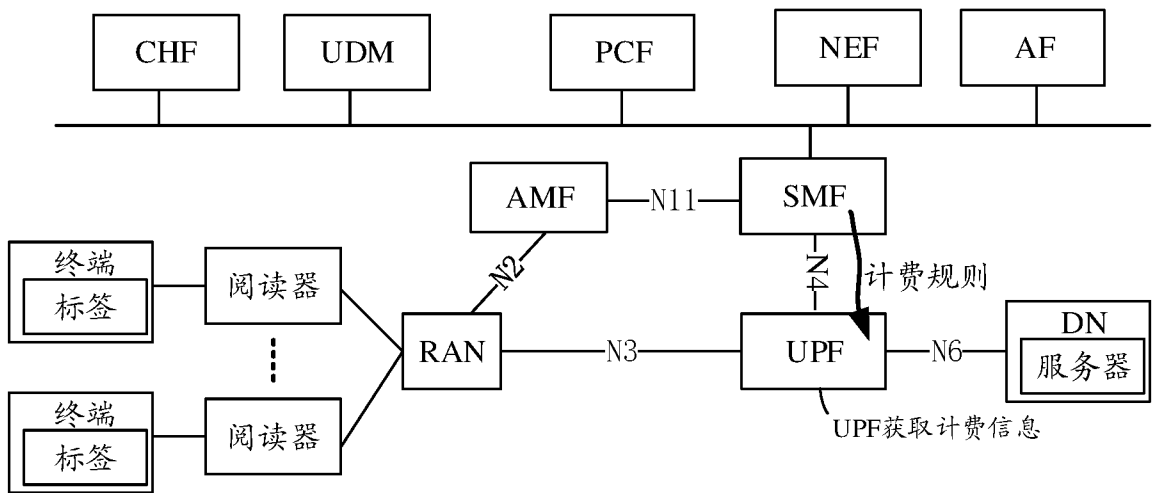 CHF
UDM
PCF
NEF
AF
AMF
N11
SMF
N2
N4
计费规则
终端
标签
阅读器
RAN
N3
UPF
N6
DN
服务器
终端
标签
阅读器
UPF获取计费信息